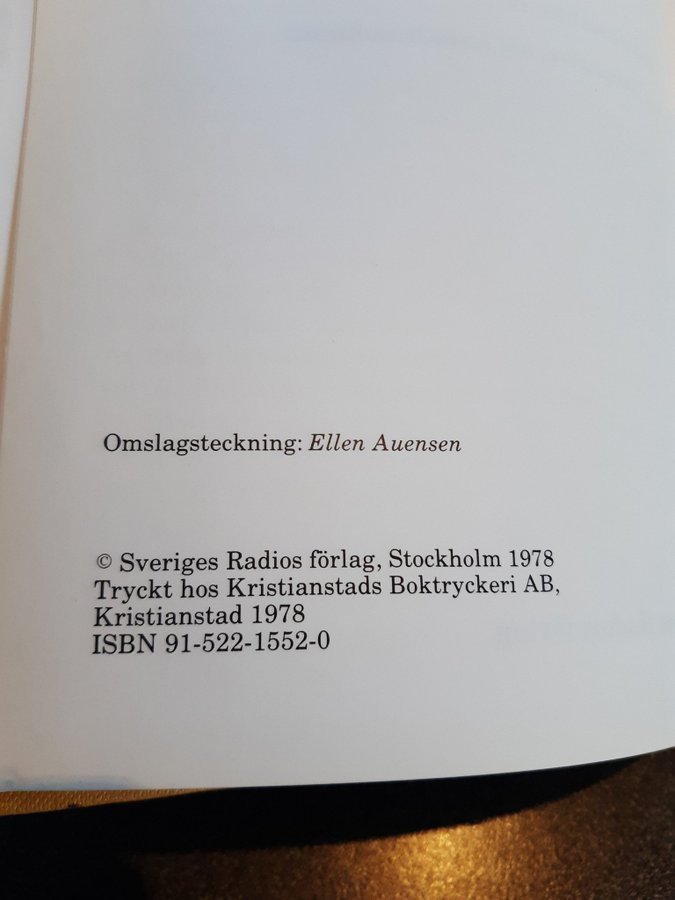 Omslagsteckning: Ellen Auensen
© Sveriges Radios förlag, Stockholm 1978
Tryckt hos Kristianstads Boktryckeri AB,
Kristianstad 1978
ISBN 91-522-1552-0